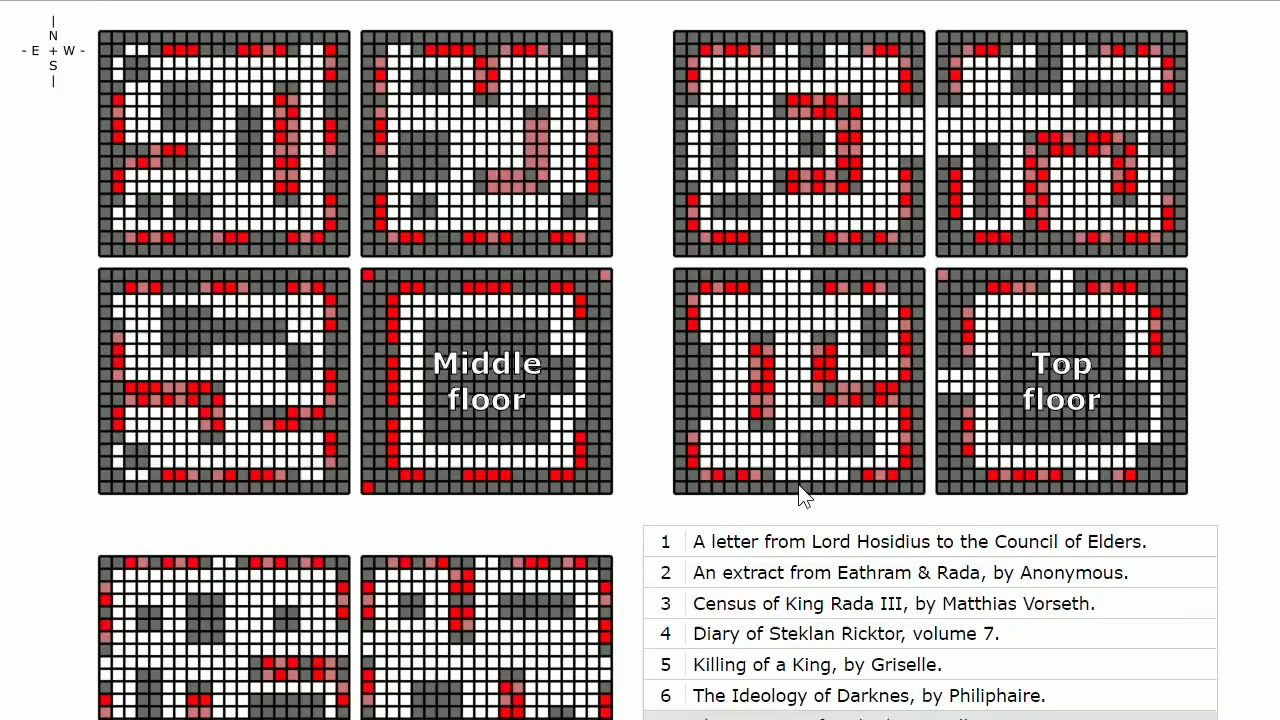 N
- E + W -
S
Middle
floor
Top
floor
1 A letter from Lord Hosidius to the Council of Elders.
2 An extract from Eathram & Rada, by Anonymous.
3 Census of King Rada III, by Matthias Vorseth.
4 Diary of Steklan Ricktor, volume 7.
5 Killing of a King, by Griselle.
6 The Ideology of Darknes, by Philiphaire.